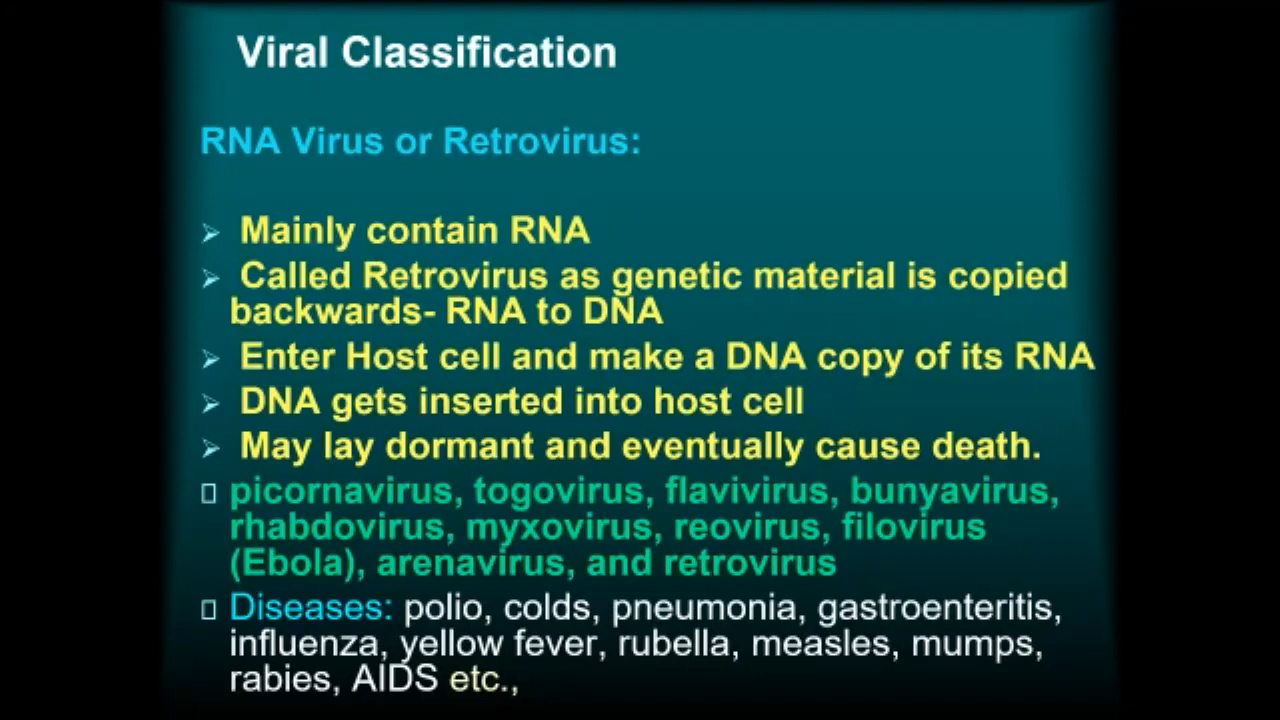 Viral Classification
RNA Virus or Retrovirus:
➢ Mainly contain RNA
➢ Called Retrovirus as genetic material is copied
backwards- RNA to DNA
➢ Enter Host cell and make a DNA copy of its RNA
➢ DNA gets inserted into host cell
➢ May lay dormant and eventually cause death.
▯ picornavirus, togovirus, flavivirus, bunyavirus,
rhabdovirus, myxovirus, reovirus, filovirus
(Ebola), arenavirus, and retrovirus
▯ Diseases: polio, colds, pneumonia, gastroenteritis,
influenza, yellow fever, rubella, measles, mumps,
rabies, AIDS etc.,